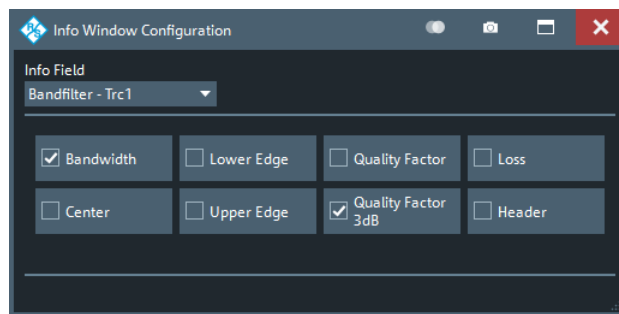 Info Window Configuration
Info Field
Bandfilter - Trc1
Bandwidth
Lower Edge
Quality Factor
Loss
Center
Upper Edge
Quality Factor
3dB
Header